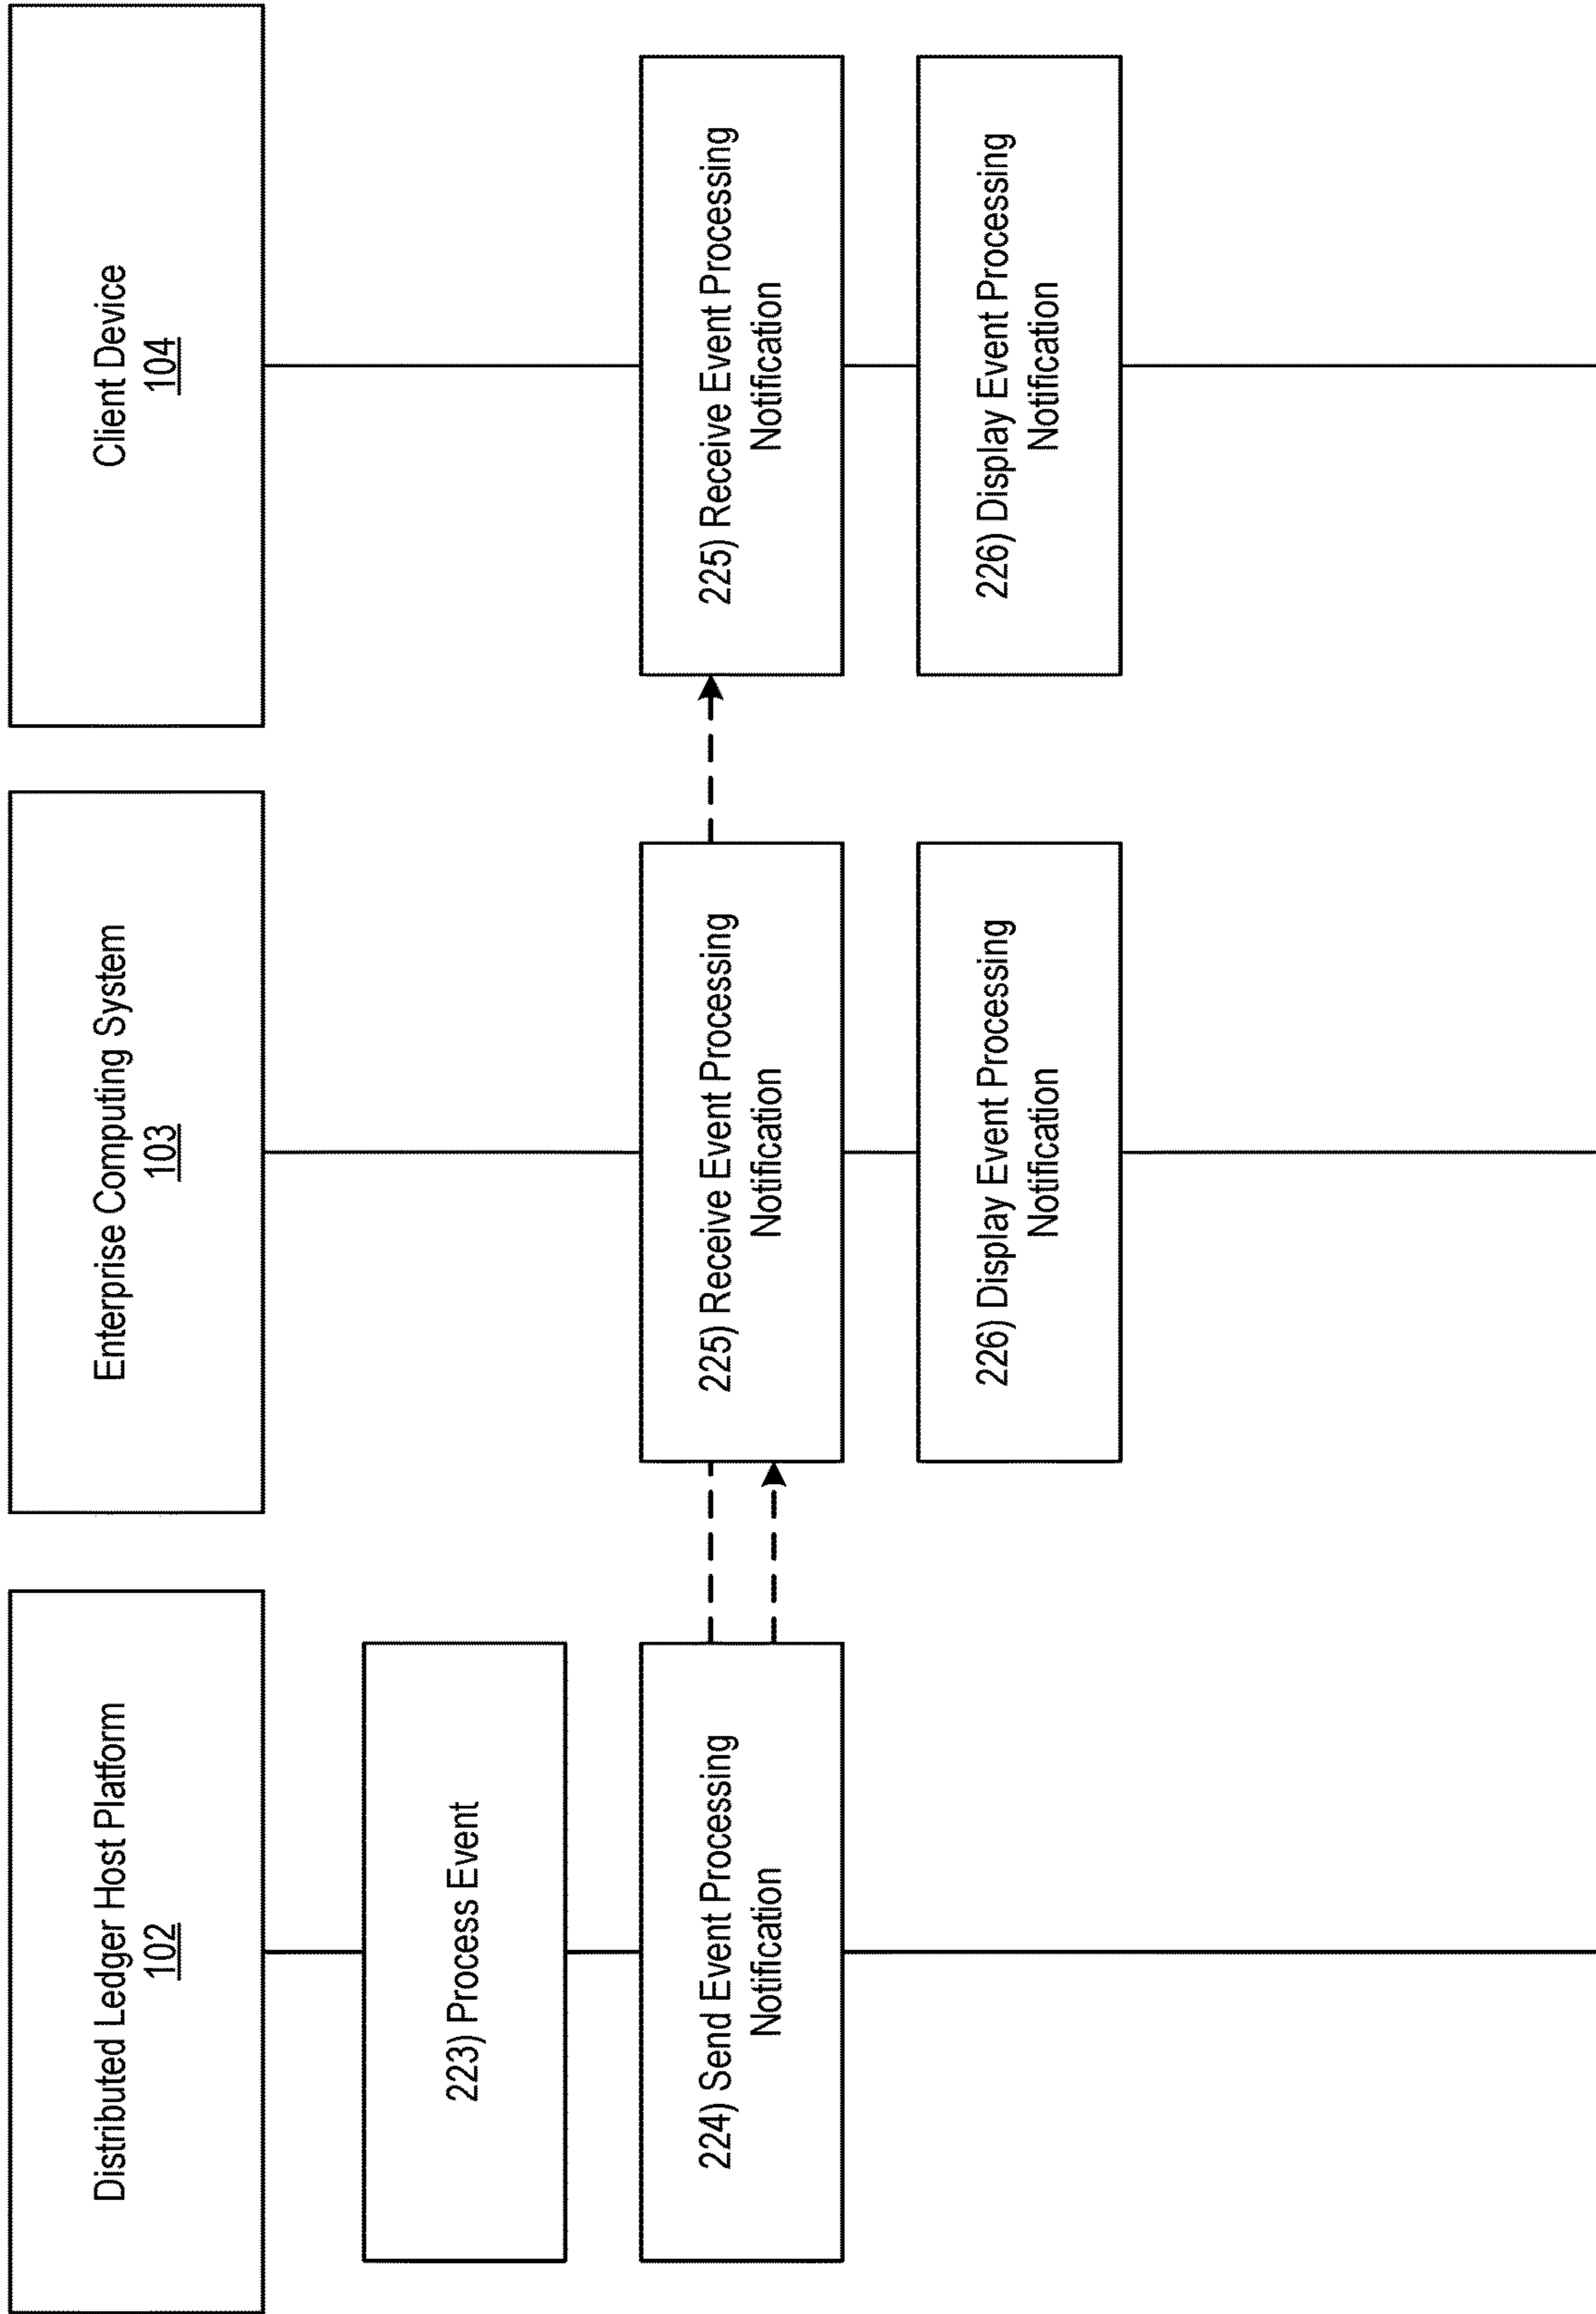 Distributed Ledger Host Platform
102
Enterprise Computing System
103
Client Device
104
223) Process Event
224) Send Event Processing
Notification
225) Receive Event Processing
Notification
225) Receive Event Processing
Notification
226) Display Event Processing
Notification
226) Display Event Processing
Notification